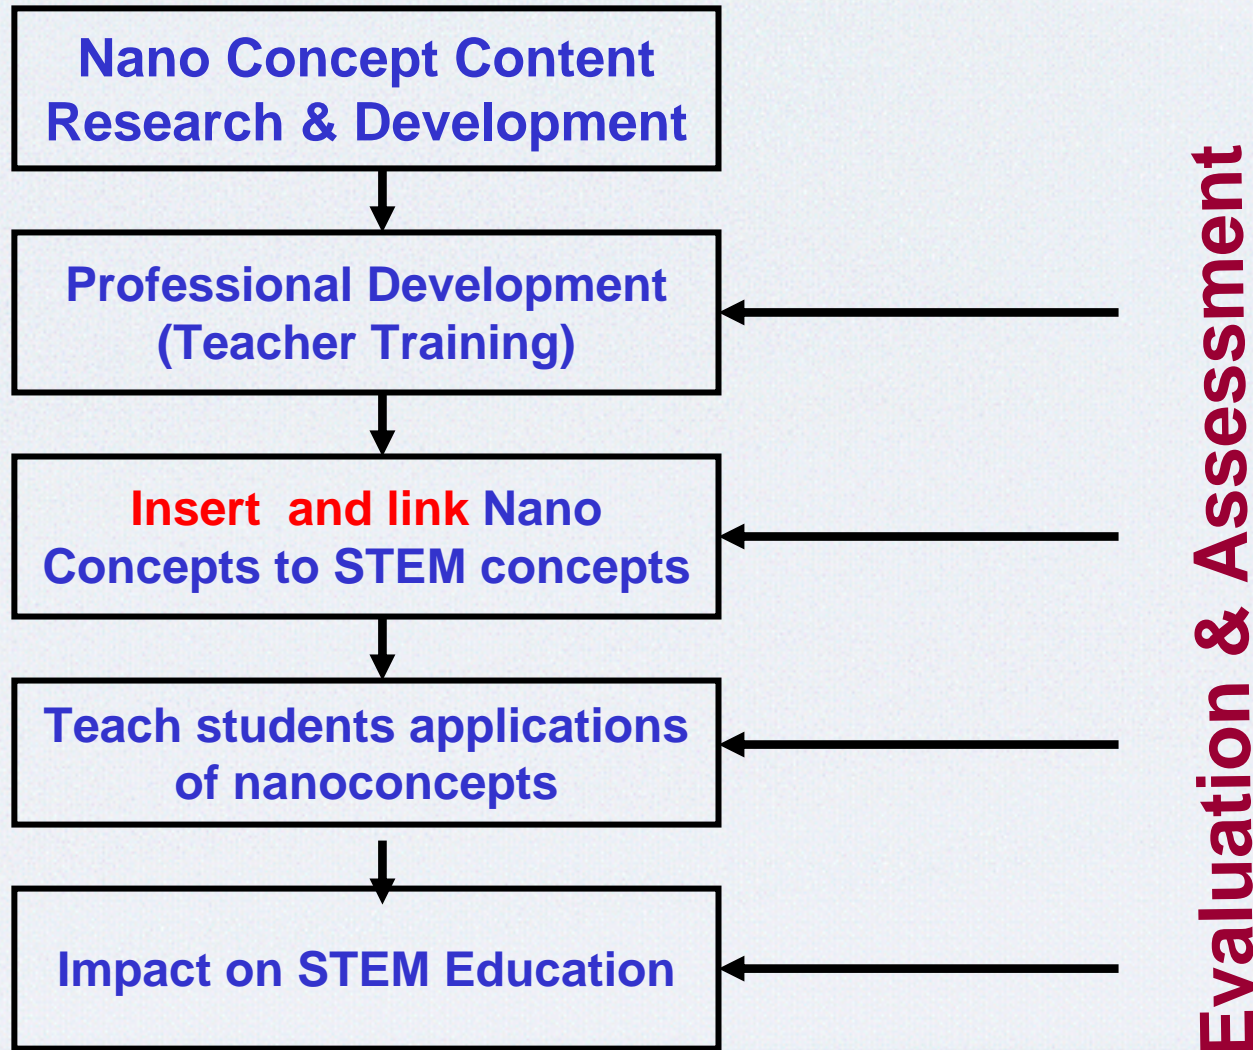 Nano Concept Content
Research & Development
Professional Development
(Teacher Training)
Insert  and link Nano
Concepts to STEM concepts
Teach students applications
of nanoconcepts
Impact on STEM Education
Evaluation & Assessment